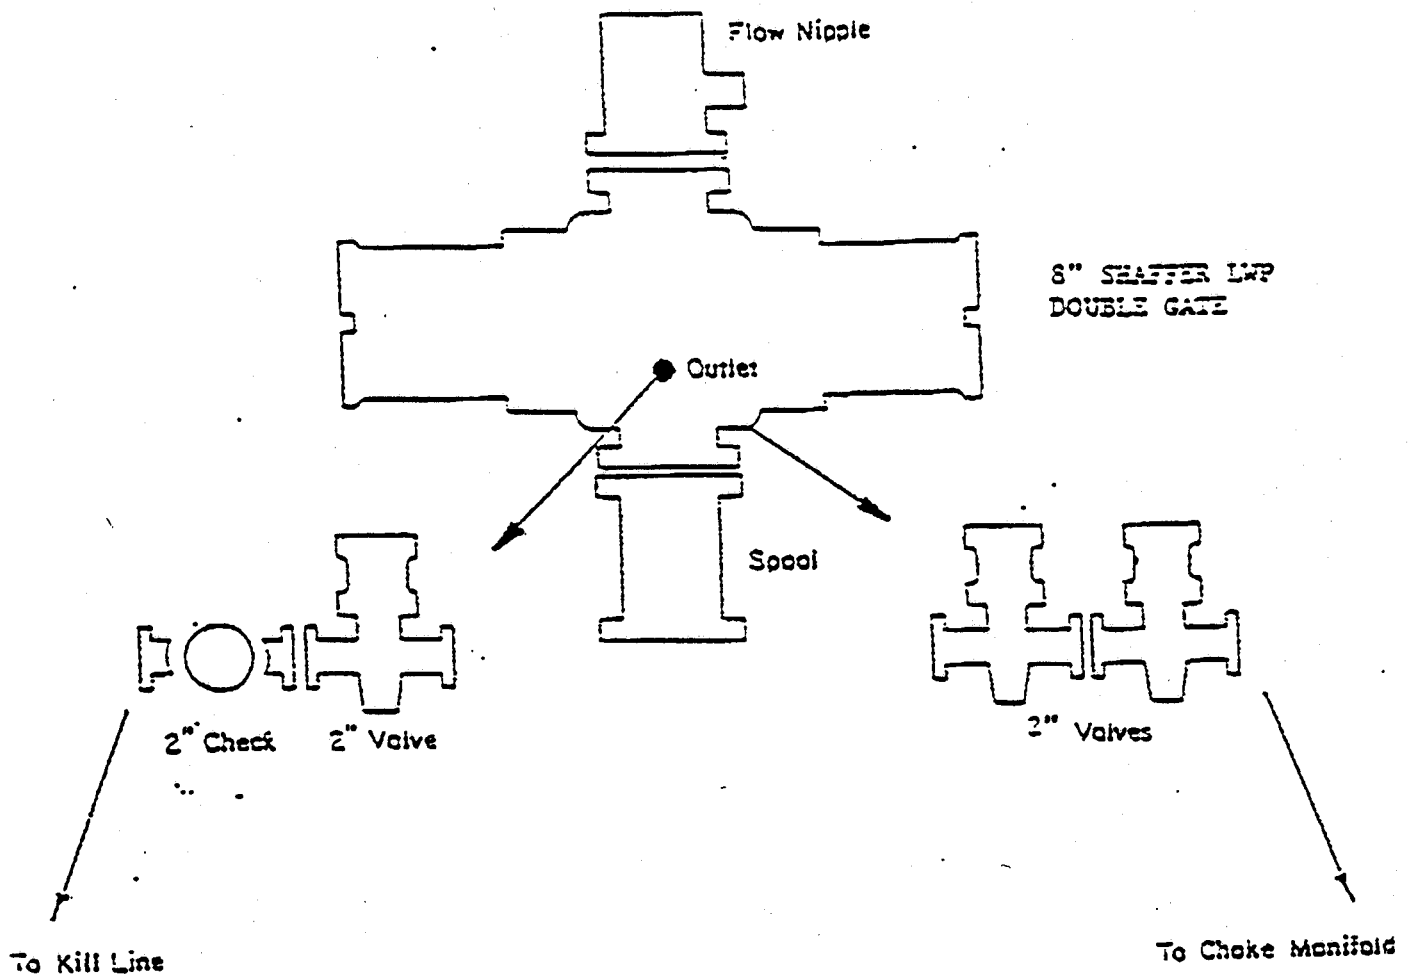 Flow Nipple
8" SHAFFER LWP
DOUBLE GATE
Outlet
Spool
2" Check
2" Valve
2" Valves
To Kill Line
To Choke Manifold